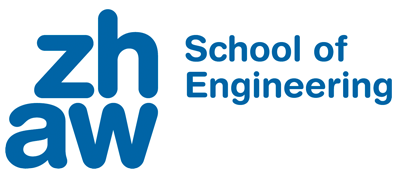 zh
aw
School of
Engineering